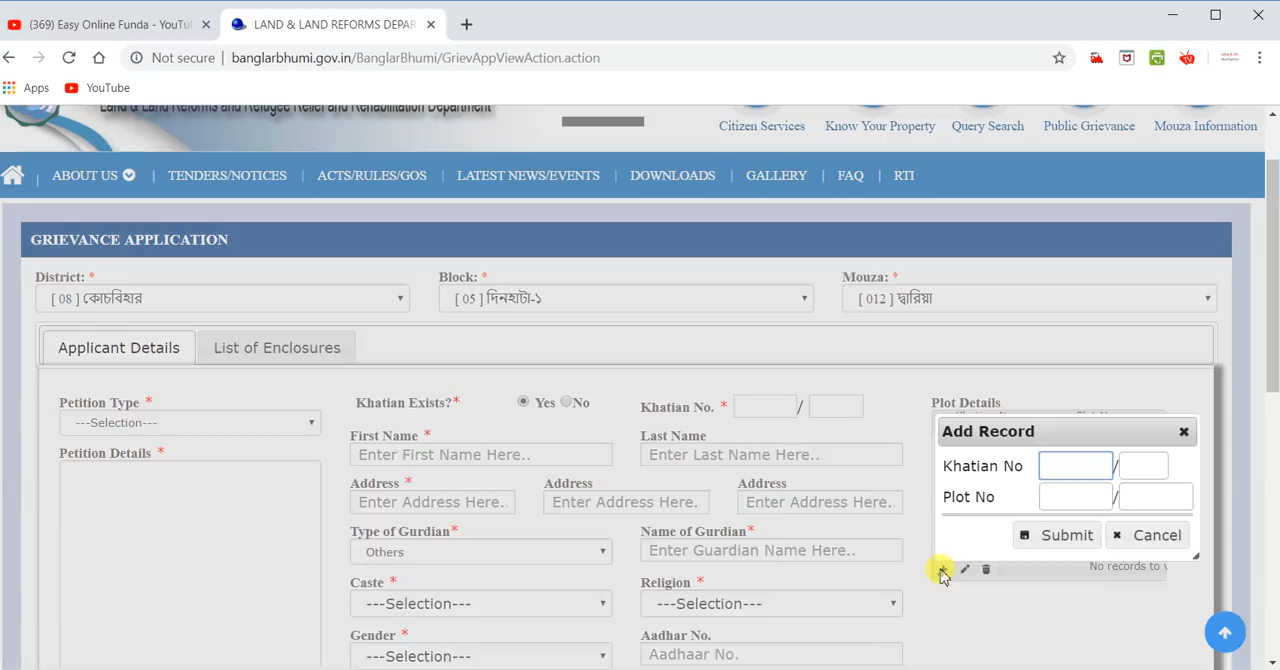 (369) Easy Online Funda - YouTu
LAND & LAND REFORMS DEPAR
Not secure | banglarbhumi.gov.in/BanglarBhumi/GrievAppViewAction.action
Apps YouTube
Land & Land Reforms and Refugee Relief and Rehabilitation Department
Citizen Services Know Your Property Query Search Public Grievance Mouza Information
ABOUT US | TENDERS/NOTICES | ACTS/RULES/GOS | LATEST NEWS/EVENTS | DOWNLOADS | GALLERY | FAQ | RTI
GRIEVANCE APPLICATION
District: * Block: * Mouza: *
[ 08 ] কোচবিহার [ 05 ] দিনহাটা-১ [ 012 ] দ্বারিয়া
Applicant Details List of Enclosures
Petition Type * Khatian Exists?* Yes No Khatian No. * / Plot Details
---Selection---
Petition Details * First Name * Last Name
Enter First Name Here.. Enter Last Name Here..
Address * Address Address
Enter Address Here. Enter Address Here. Enter Address Here.
Type of Gurdian* Name of Gurdian*
Others Enter Guardian Name Here..
Caste * Religion *
---Selection--- ---Selection---
Gender * Aadhar No.
---Selection--- Aadhaar No.
Add Record
Khatian No /
Plot No /
Submit Cancel
No records to v